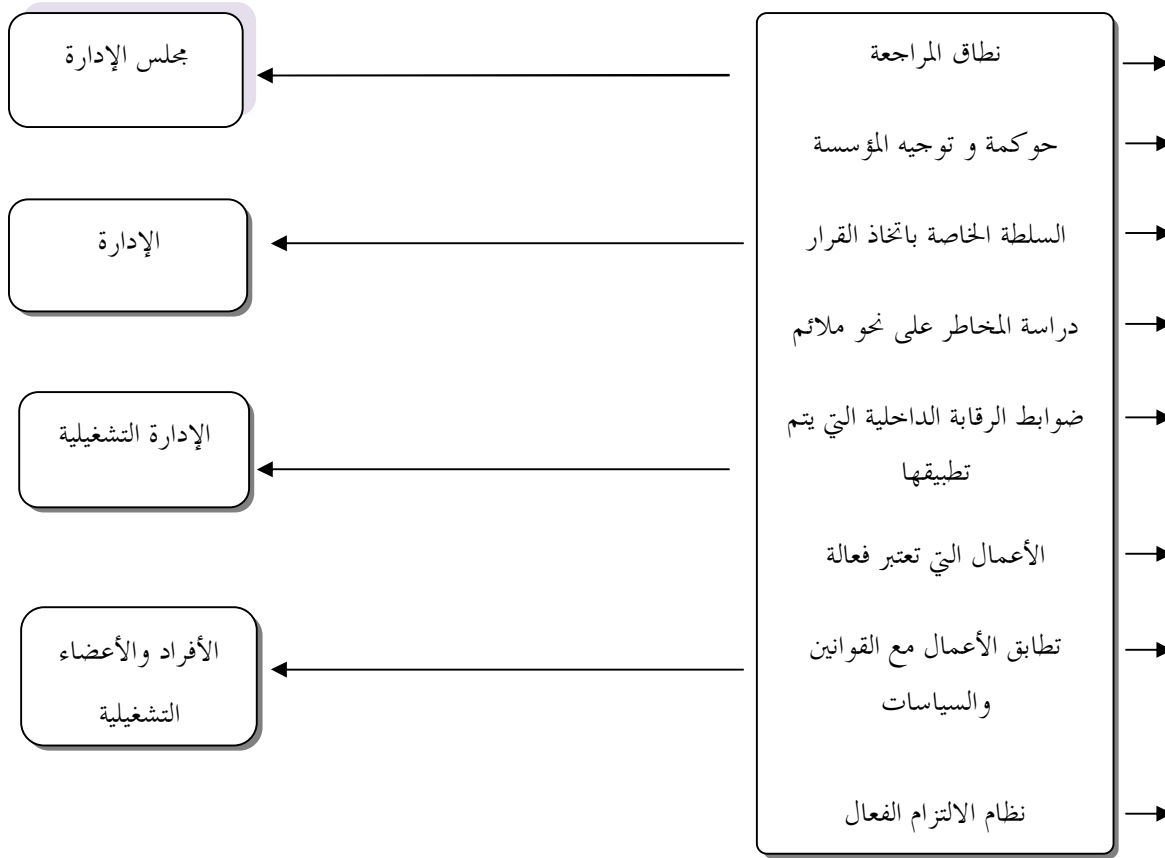 نطاق المراجعة
حوكمة و توجيه المؤسسة
السلطة الخاصة باتخاذ القرار
دراسة المخاطر على نحو ملائم
ضوابط الرقابة الداخلية التي يتم
تطبيقها
الأعمال التي تعتبر فعالة
تطابق الأعمال مع القوانين
والسياسات
نظام الالتزام الفعال
مجلس الإدارة
الإدارة
الإدارة التشغيلية
الأفراد والأعضاء
التشغيلية